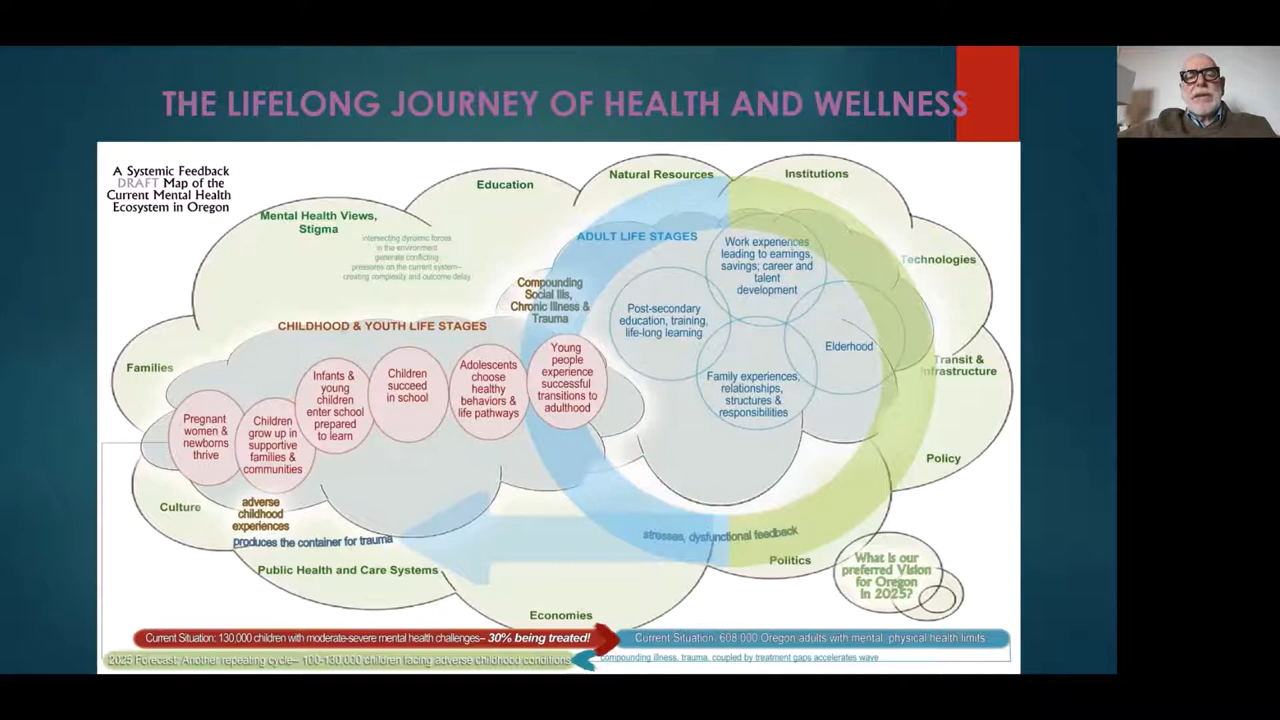 THE LIFELONG JOURNEY OF HEALTH AND WELLNESS
A Systemic Feedback
DRAFT Map of the
Current Mental Health
Ecosystem in Oregon
Education
Natural Resources
Institutions
Mental Health Views,
Stigma
intersecting dynamic forces
in the environment
generate conflicting
pressures on the current system--
creating complexity and outcome delay
ADULT LIFE STAGES
Work experiences
leading to earnings,
savings; career and
talent
development
Technologies
Compounding
Social Ills,
Chronic Illness &
Trauma
Post-secondary
education, training,
life-long learning
Elderhood
CHILDHOOD & YOUTH LIFE STAGES
Families
Transit &
Infrastructure
Pregnant
women &
newborns
thrive
Children
grow up in
supportive
families &
communities
Infants &
young
children
enter school
prepared
to learn
Children
succeed
in school
Adolescents
choose
healthy
behaviors &
life pathways
Young
people
experience
successful
transitions to
adulthood
Family experiences,
relationships,
structures &
responsibilities
Policy
Culture
adverse
childhood
experiences
produces the container for trauma
stresses, dysfunctional feedback
Politics
Public Health and Care Systems
What is our
preferred Vision
for Oregon
in 2025?
Economies
Current Situation: 130,000 children with moderate-severe mental health challenges-- 30% being treated!
Current Situation: 608,000 Oregon adults with mental, physical health limits
2025 Forecast: Another repeating cycle-- 100-130,000 children facing adverse childhood conditions
compounding illness, trauma, coupled by treatment gaps accelerates wave